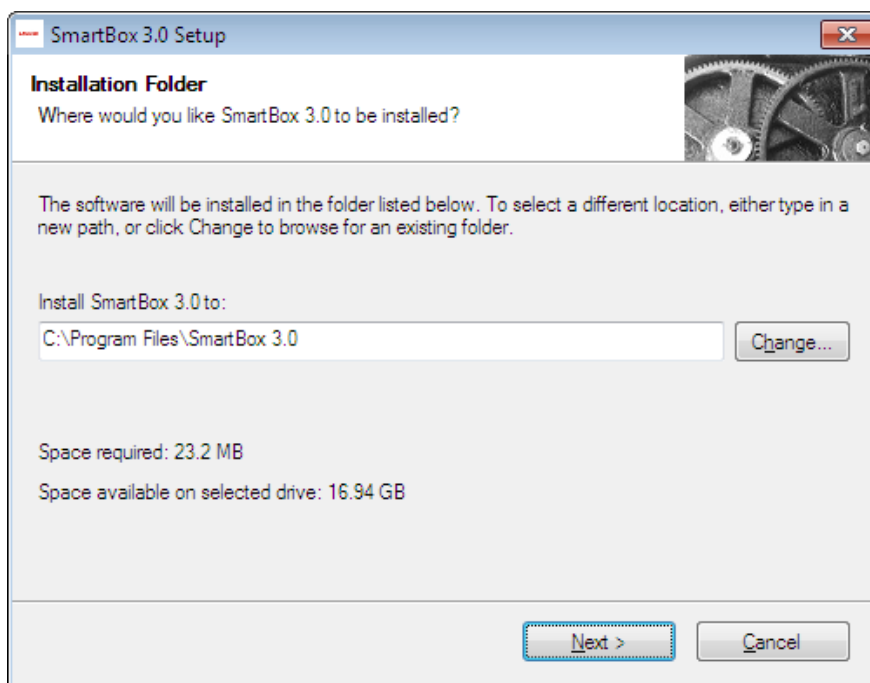 SmartBox 3.0 Setup
Installation Folder
Where would you like SmartBox 3.0 to be installed?
The software will be installed in the folder listed below. To select a different location, either type in a
new path, or click Change to browse for an existing folder.
Install SmartBox 3.0 to:
C:\Program Files\SmartBox 3.0
Change...
Space required: 23.2 MB
Space available on selected drive: 16.94 GB
Next >
Cancel